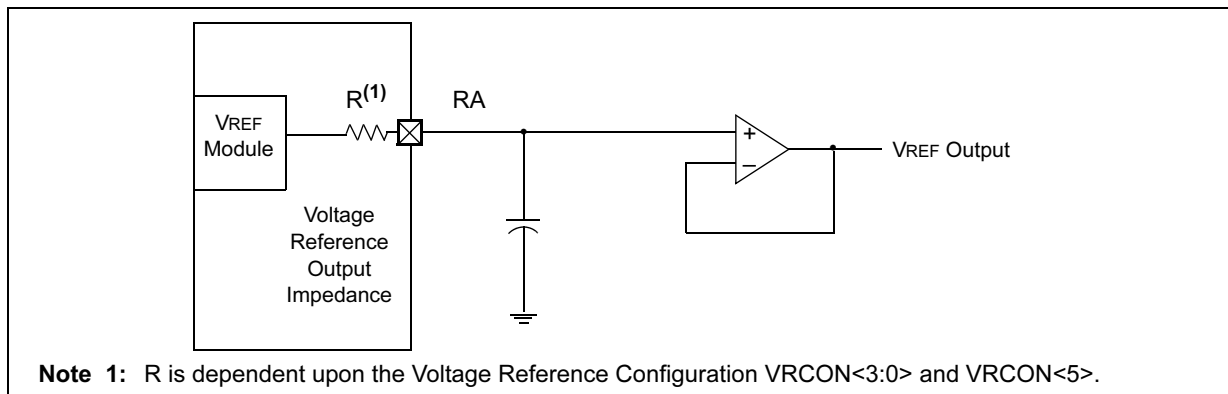 R(1)
RA
VREF
Module
+
–
VREF Output
Voltage
Reference
Output
Impedance
Note 1: R is dependent upon the Voltage Reference Configuration VRCON<3:0> and VRCON<5>.